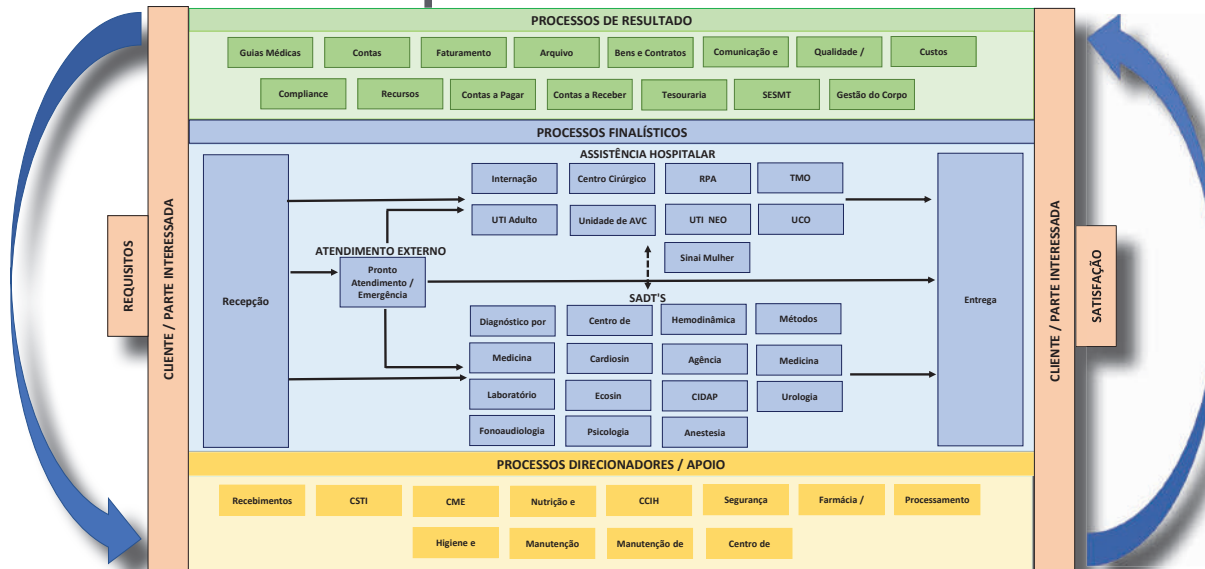 PROCESSOS DE RESULTADO
Guias Médicas
Contas
Faturamento
Arquivo
Bens e Contratos
Comunicação e
Qualidade /
Custos
Compliance
Recursos
Contas a Pagar
Contas a Receber
Tesouraria
SESMT
Gestão do Corpo
REQUISITOS
CLIENTE / PARTE INTERESSADA
PROCESSOS FINALÍSTICOS
ASSISTÊNCIA HOSPITALAR
Recepção
Internação
Centro Cirúrgico
RPA
TMO
UTI Adulto
Unidade de AVC
UTI NEO
UCO
Sinai Mulher
ATENDIMENTO EXTERNO
Pronto
Atendimento /
Emergência
SADT'S
Diagnóstico por
Centro de
Hemodinâmica
Métodos
Medicina
Cardiosin
Agência
Medicina
Laboratório
Ecosin
CIDAP
Urologia
Fonoaudiologia
Psicologia
Anestesia
Entrega
CLIENTE / PARTE INTERESSADA
SATISFAÇÃO
PROCESSOS DIRECIONADORES / APOIO
Recebimentos
CSTI
CME
Nutrição e
CCIH
Segurança
Farmácia /
Processamento
Higiene e
Manutenção
Manutenção de
Centro de